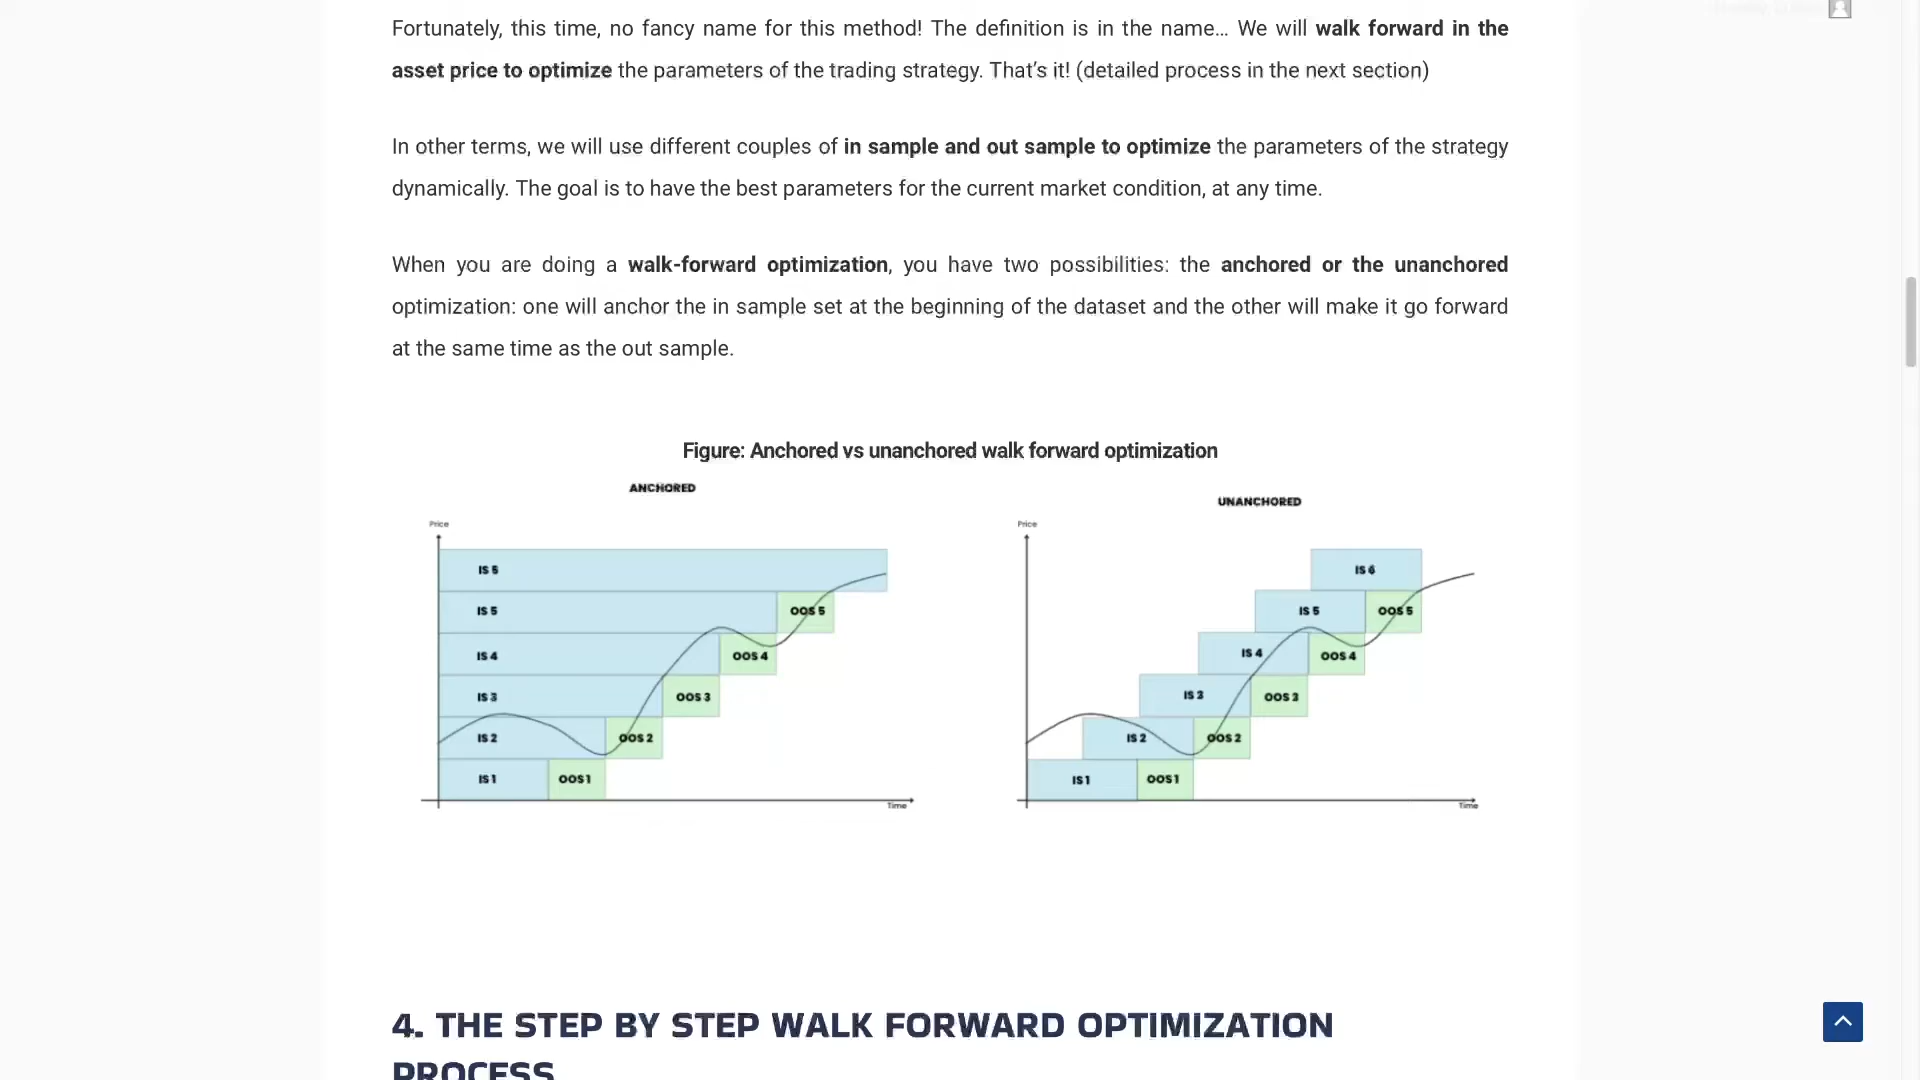 Fortunately, this time, no fancy name for this method! The definition is in the name… We will walk forward in the
asset price to optimize the parameters of the trading strategy. That’s it! (detailed process in the next section)
In other terms, we will use different couples of in sample and out sample to optimize the parameters of the strategy
dynamically. The goal is to have the best parameters for the current market condition, at any time.
When you are doing a walk-forward optimization, you have two possibilities: the anchored or the unanchored
optimization: one will anchor the in sample set at the beginning of the dataset and the other will make it go forward
at the same time as the out sample.
Figure: Anchored vs unanchored walk forward optimization
ANCHORED
Price
IS 5
IS 5 OOS 5
IS 4 OOS 4
IS 3 OOS 3
IS 2 OOS 2
IS 1 OOS 1
Time
UNANCHORED
Price
IS 6
IS 5 OOS 5
IS 4 OOS 4
IS 3 OOS 3
IS 2 OOS 2
IS 1 OOS 1
Time
4. THE STEP BY STEP WALK FORWARD OPTIMIZATION
PROCESS